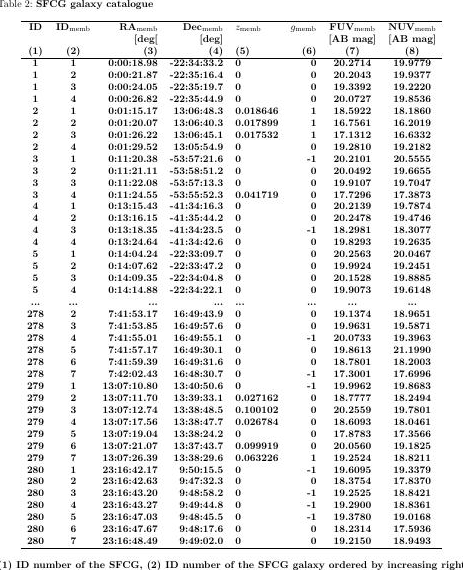 Table 2: SFCG galaxy catalogue
ID ID_memb RA_memb Dec_memb z_memb g_memb FUV_memb NUV_memb
[deg] [deg] [AB mag] [AB mag]
(1) (2) (3) (4) (5) (6) (7) (8)
1 1 0:00:18.98 -22:34:33.2 0 0 20.2714 19.9779
1 2 0:00:21.87 -22:35:16.4 0 0 20.2043 19.9377
1 3 0:00:24.05 -22:35:19.7 0 0 19.3392 19.2220
1 4 0:00:26.82 -22:35:44.9 0 0 20.0727 19.8536
2 1 0:01:15.17 13:06:48.3 0.018646 1 18.5922 18.1860
2 2 0:01:20.07 13:06:40.3 0.017899 1 16.7561 16.2019
2 3 0:01:26.22 13:06:45.1 0.017532 1 17.1312 16.6332
2 4 0:01:29.52 13:05:54.9 0 0 19.2810 19.2182
3 1 0:11:20.38 -53:57:21.6 0 -1 20.2101 20.5555
3 2 0:11:21.11 -53:58:51.2 0 0 20.0492 19.6655
3 3 0:11:22.08 -53:57:13.3 0 0 19.9107 19.7047
3 4 0:11:24.55 -53:55:52.3 0.041719 0 17.7296 17.3873
4 1 0:13:15.43 -41:34:16.3 0 0 20.2139 19.7874
4 2 0:13:16.15 -41:35:44.2 0 0 20.2478 19.4746
4 3 0:13:18.35 -41:34:23.5 0 -1 18.2981 18.3077
4 4 0:13:24.64 -41:34:42.6 0 0 19.8293 19.2635
5 1 0:14:04.24 -22:33:09.7 0 0 20.2563 20.0467
5 2 0:14:07.62 -22:33:47.2 0 0 19.9924 19.2451
5 3 0:14:09.35 -22:34:04.8 0 0 20.1528 19.8885
5 4 0:14:14.88 -22:34:22.1 0 0 19.9073 19.6148
... ... ... ... ... ... ... ...
278 2 7:41:53.17 16:49:43.9 0 0 19.1374 18.9651
278 3 7:41:53.85 16:49:57.6 0 0 19.9631 19.5871
278 4 7:41:55.01 16:49:55.1 0 -1 20.0733 19.3963
278 5 7:41:57.17 16:49:30.1 0 0 19.8613 21.1990
278 6 7:41:59.39 16:49:31.6 0 0 18.7801 18.2003
278 7 7:42:02.43 16:48:30.7 0 -1 17.3001 17.6996
279 1 13:07:10.80 13:40:50.6 0 -1 19.9962 19.8683
279 2 13:07:11.70 13:39:33.1 0.027162 0 18.7777 18.2494
279 3 13:07:12.74 13:38:48.5 0.100102 0 20.2559 19.7801
279 4 13:07:17.56 13:38:47.7 0.026784 0 18.6093 18.0461
279 5 13:07:19.04 13:38:24.2 0 0 17.8783 17.3566
279 6 13:07:21.07 13:37:43.7 0.099919 0 20.0560 19.1825
279 7 13:07:26.39 13:38:29.6 0.063226 1 19.2524 18.8211
280 1 23:16:42.17 9:50:15.5 0 -1 19.6095 19.3379
280 2 23:16:42.63 9:47:32.3 0 0 18.3754 17.8370
280 3 23:16:43.20 9:48:58.2 0 -1 19.2525 18.8421
280 4 23:16:43.27 9:49:44.8 0 -1 19.2900 18.8361
280 5 23:16:47.03 9:48:45.5 0 -1 19.3780 19.0168
280 6 23:16:47.67 9:48:17.6 0 0 18.2314 17.5936
280 7 23:16:48.49 9:49:02.0 0 0 19.2150 18.9493
(1) ID number of the SFCG, (2) ID number of the SFCG galaxy ordered by increasing right